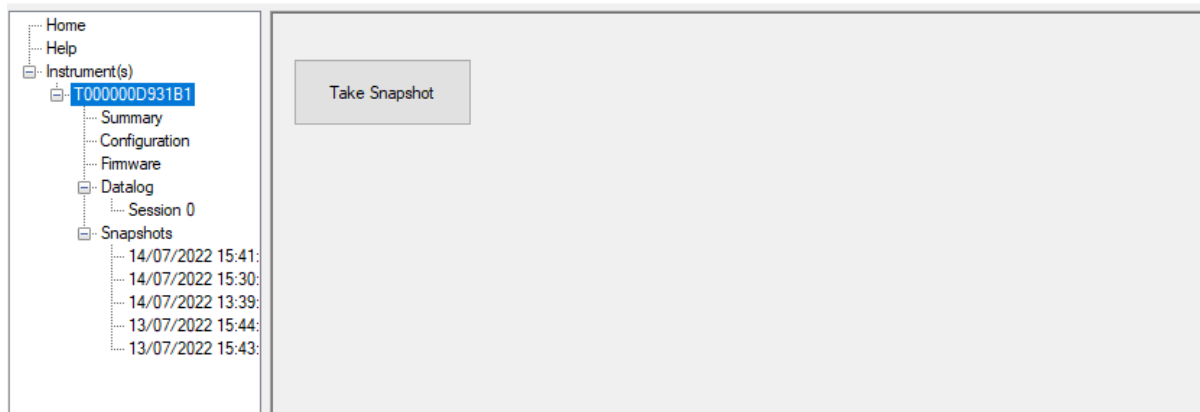 Home
Help
Instrument(s)
T000000D931B1
Summary
Configuration
Firmware
Datalog
Session 0
Snapshots
14/07/2022 15:41:
14/07/2022 15:30:
14/07/2022 13:39:
13/07/2022 15:44:
13/07/2022 15:43:
Take Snapshot